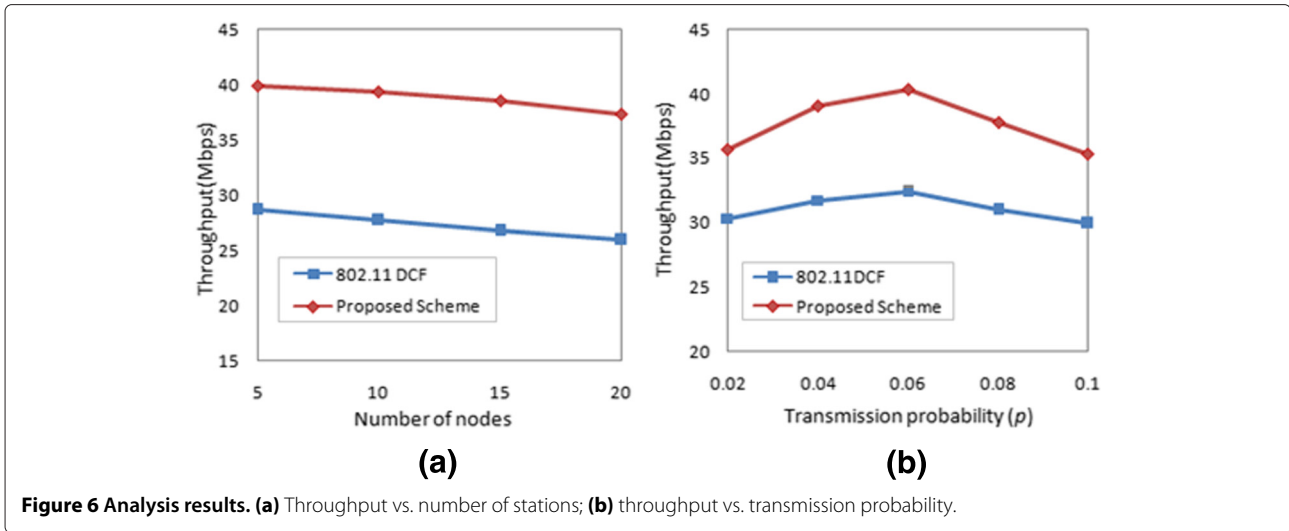 45
40
35
30
25
20
15
Throughput(Mbps)
802.11 DCF
Proposed Scheme
5 10 15 20
Number of nodes
(a)
45
40
35
30
25
20
Throughput(Mbps)
802.11DCF
Proposed Scheme
0.02 0.04 0.06 0.08 0.1
Transmission probability (p)
(b)
Figure 6 Analysis results. (a) Throughput vs. number of stations; (b) throughput vs. transmission probability.